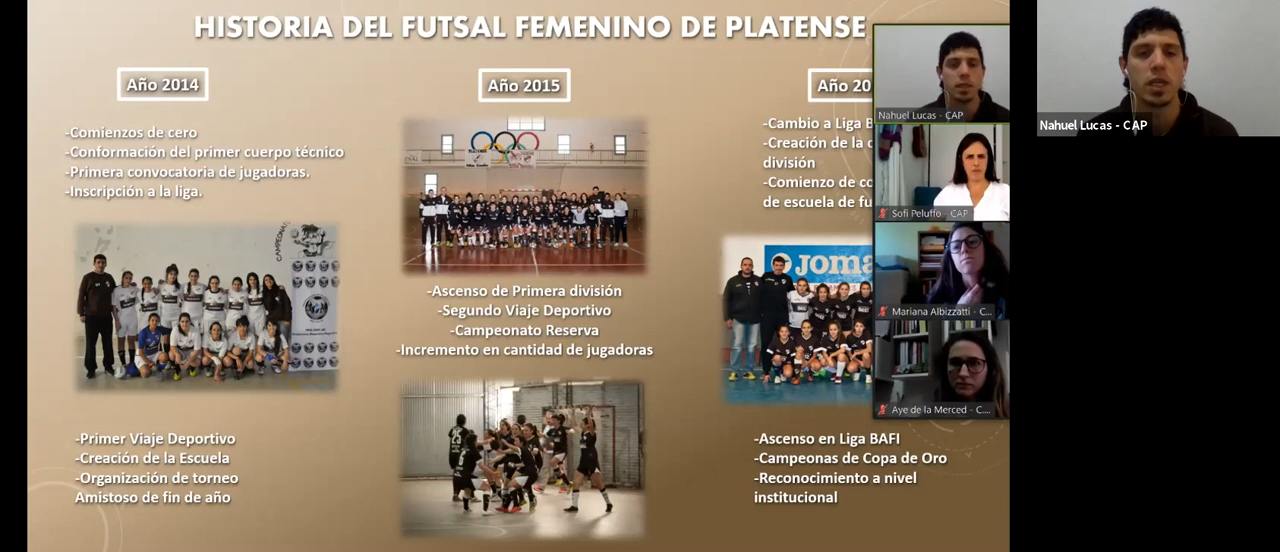 HISTORIA DEL FUTSAL FEMENINO DE PLATENSE
Año 2014
-Comienzos de cero
-Conformación del primer cuerpo técnico
-Primera convocatoria de jugadoras.
-Inscripción a la liga.
-Primer Viaje Deportivo
-Creación de la Escuela
-Organización de torneo
Amistoso de fin de año
Año 2015
-Ascenso de Primera división
-Segundo Viaje Deportivo
-Campeonato Reserva
-Incremento en cantidad de jugadoras
Año 20
-Cambio a Liga B
-Creación de la
división
-Comienzo de
de escuela de
JOMA
-Ascenso en Liga BAFI
-Campeonas de Copa de Oro
-Reconocimiento a nivel
institucional
Nahuel Lucas - CAP
Sofi Peluffo - CAP
Mariana Albizzatti - C...
Aye de la Merced - C...
Nahuel Lucas - CAP